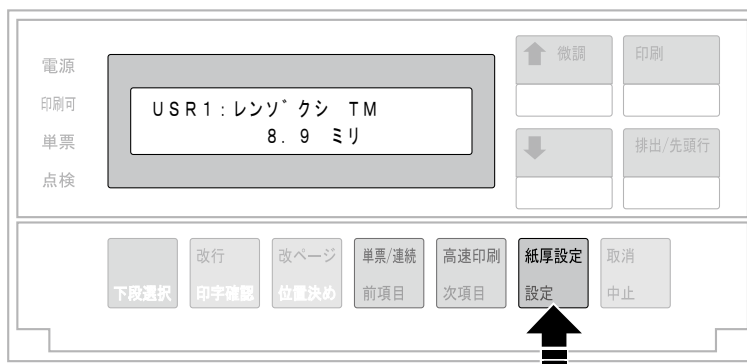 電源
印刷可
単票
点検
USR1:レンゾクシ TM
8.9 ミリ
微調
印刷
排出/先頭行
改行
改ページ
単票/連続
高速印刷
紙厚設定
取消
下段選択
印字確認
位置決め
前項目
次項目
設定
中止